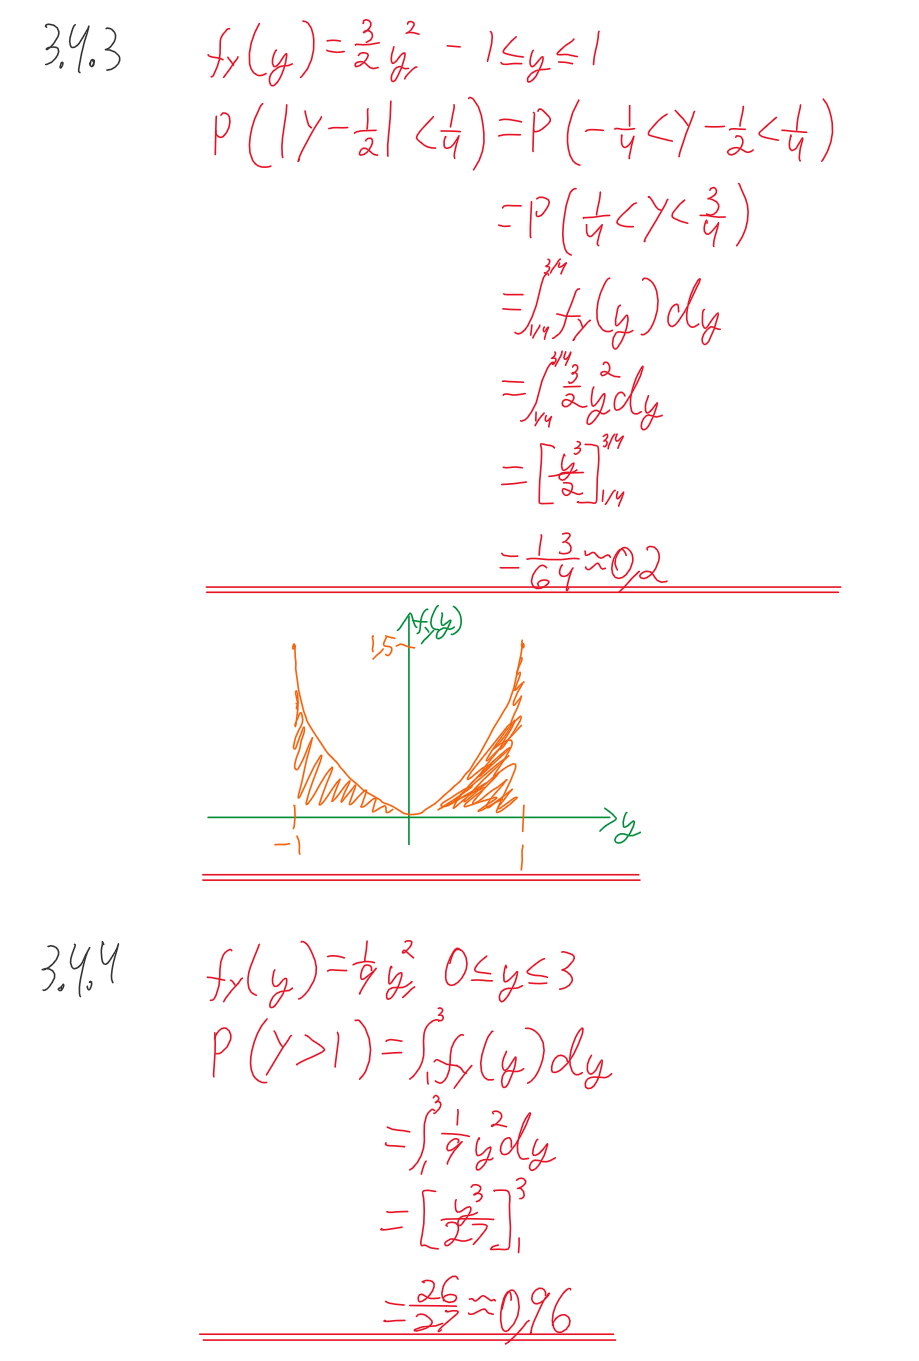 3.4.3 f_Y(y) = 3/2 y², -1 ≤ y ≤ 1
P(|Y - 1/2| < 1/4) = P(-1/4 < Y - 1/2 < 1/4)
= P(1/4 < Y < 3/4)
= ∫_{1/4}^{3/4} f_Y(y) dy
= ∫_{1/4}^{3/4} 3/2 y² dy
= [y³/2]_{1/4}^{3/4}
= 13/64 ≈ 0,2
f_Y(y)
1,5
y
-1 1
3.4.4 f_Y(y) = 1/9 y², 0 ≤ y ≤ 3
P(Y > 1) = ∫_1^3 f_Y(y) dy
= ∫_1^3 1/9 y² dy
= [y³/27]_1^3
= 26/27 ≈ 0,96